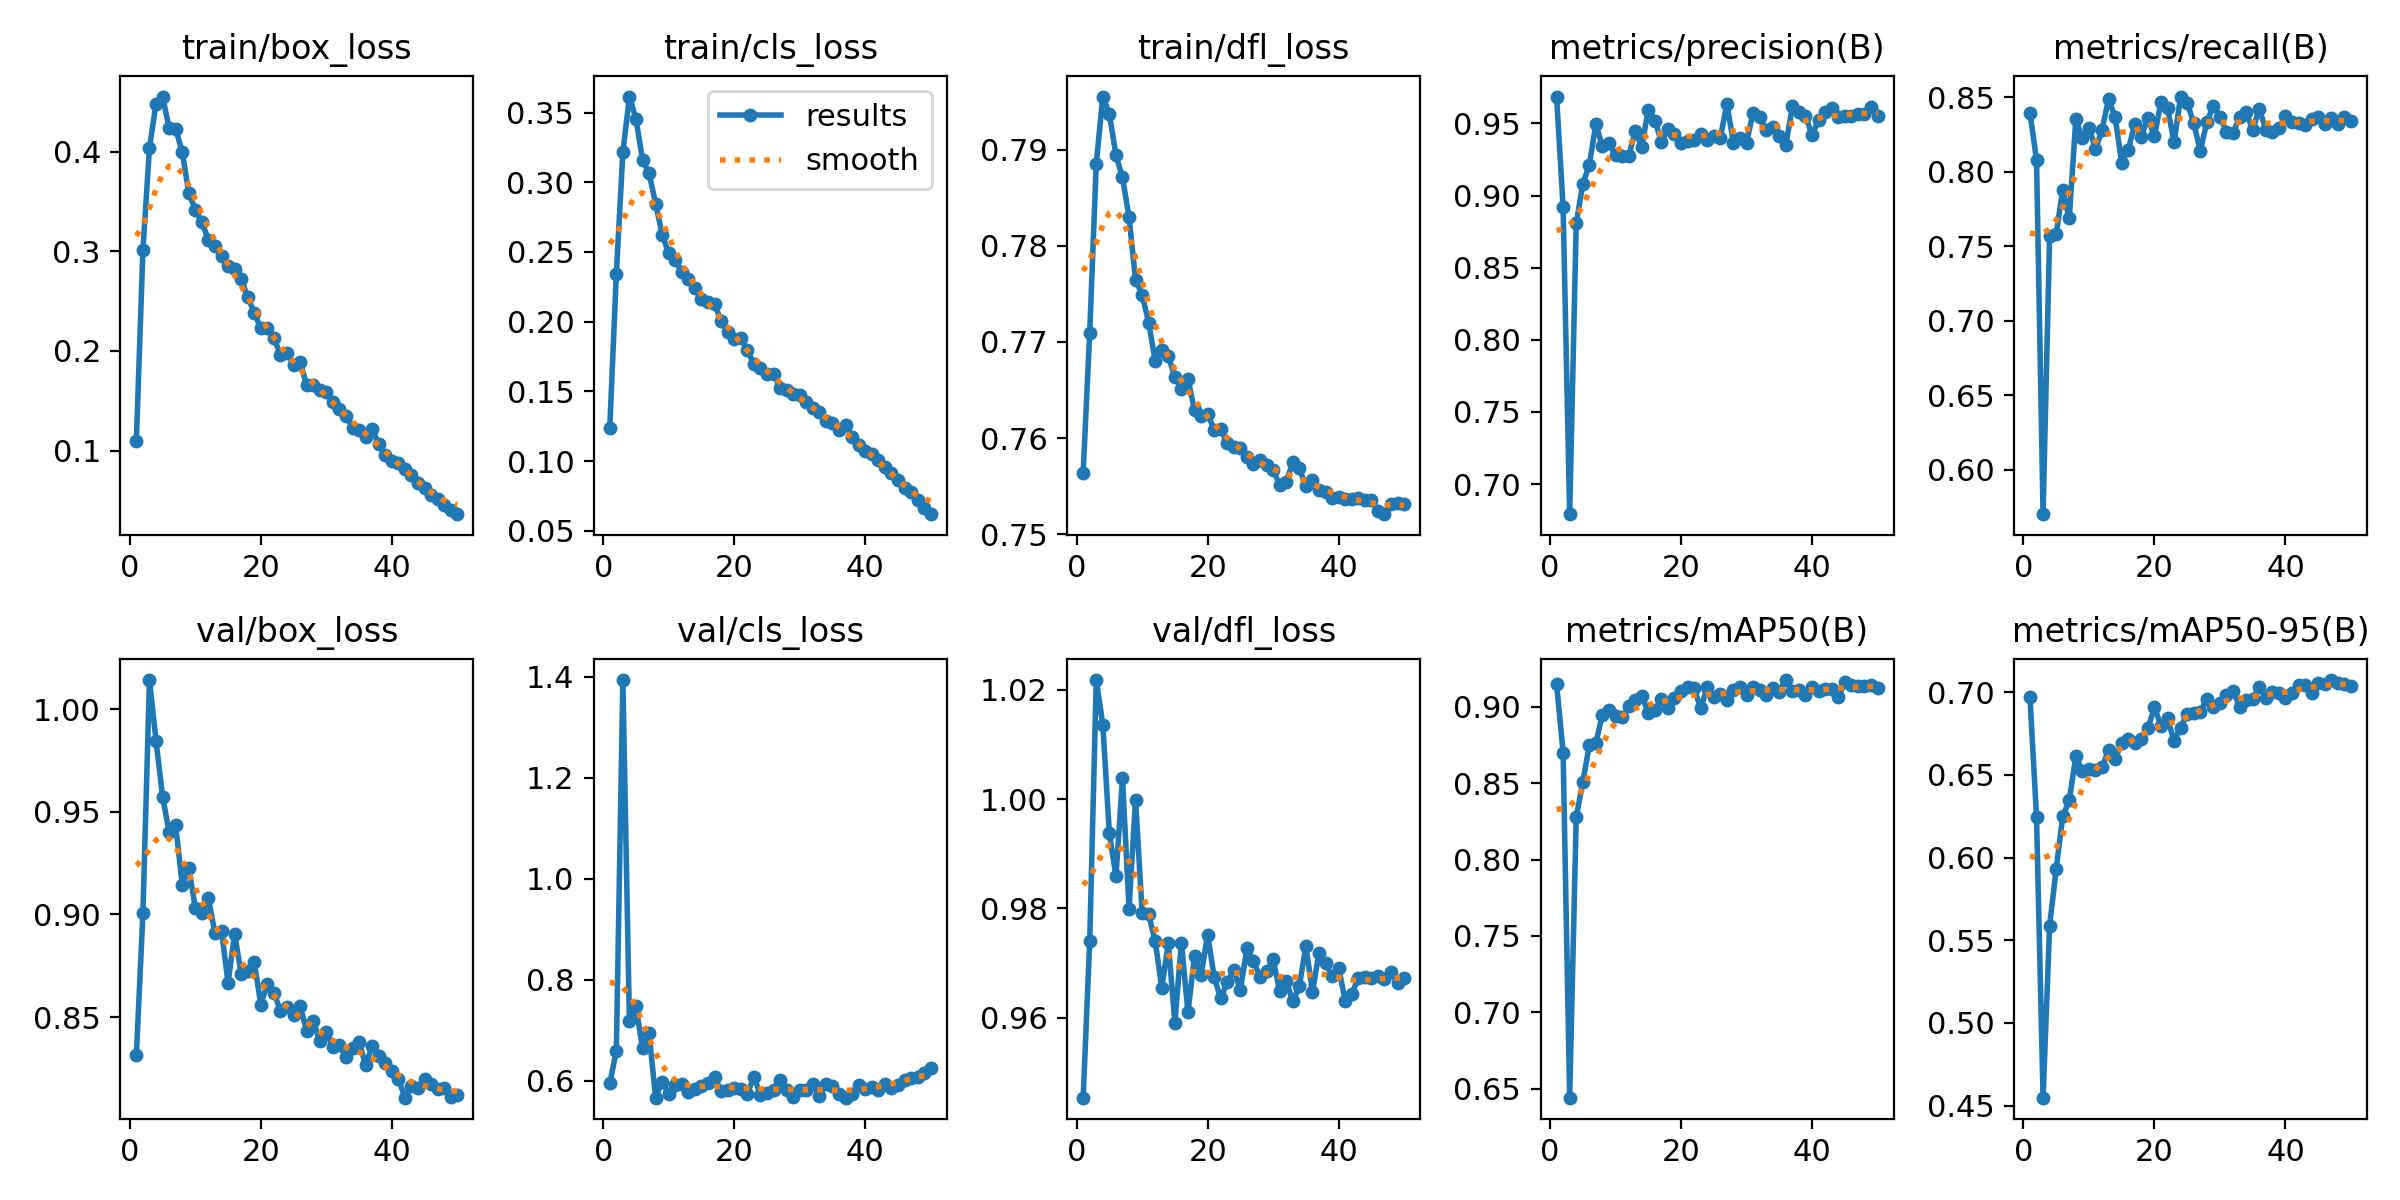 train/box_loss
0.4
0.3
0.2
0.1
0 20 40
train/cls_loss
results
smooth
0.35
0.30
0.25
0.20
0.15
0.10
0.05
0 20 40
train/dfl_loss
0.79
0.78
0.77
0.76
0.75
0 20 40
metrics/precision(B)
0.95
0.90
0.85
0.80
0.75
0.70
0 20 40
metrics/recall(B)
0.85
0.80
0.75
0.70
0.65
0.60
0 20 40
val/box_loss
1.00
0.95
0.90
0.85
0 20 40
val/cls_loss
1.4
1.2
1.0
0.8
0.6
0 20 40
val/dfl_loss
1.02
1.00
0.98
0.96
0 20 40
metrics/mAP50(B)
0.90
0.85
0.80
0.75
0.70
0.65
0 20 40
metrics/mAP50-95(B)
0.70
0.65
0.60
0.55
0.50
0.45
0 20 40